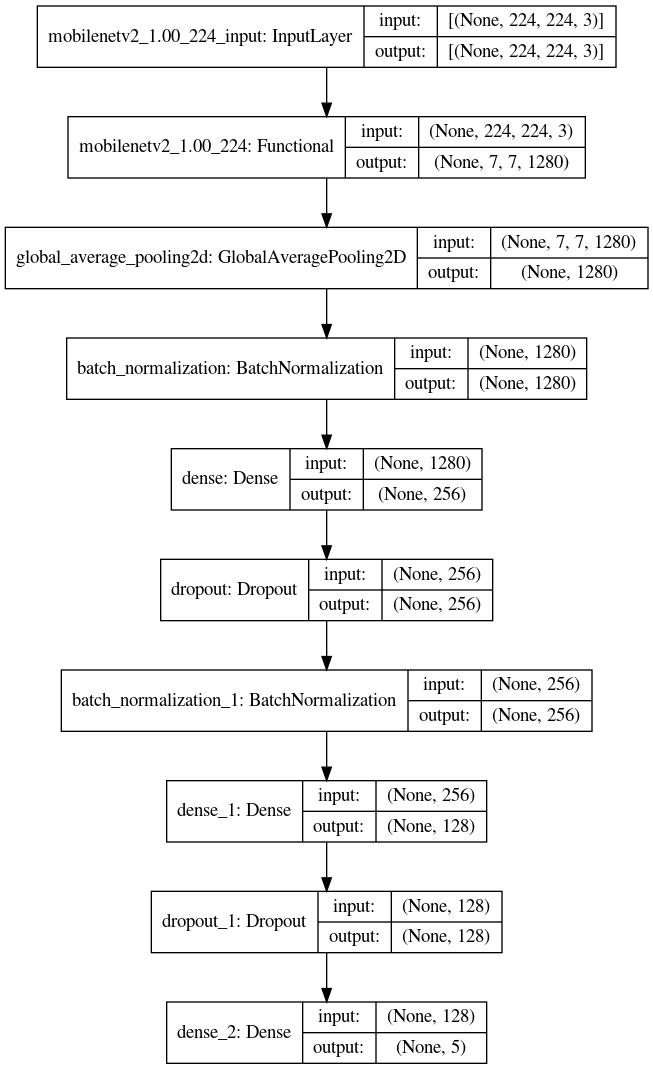 mobilenetv2_1.00_224_input: InputLayer
input: [(None, 224, 224, 3)]
output: [(None, 224, 224, 3)]
mobilenetv2_1.00_224: Functional
input: (None, 224, 224, 3)
output: (None, 7, 7, 1280)
global_average_pooling2d: GlobalAveragePooling2D
input: (None, 7, 7, 1280)
output: (None, 1280)
batch_normalization: BatchNormalization
input: (None, 1280)
output: (None, 1280)
dense: Dense
input: (None, 1280)
output: (None, 256)
dropout: Dropout
input: (None, 256)
output: (None, 256)
batch_normalization_1: BatchNormalization
input: (None, 256)
output: (None, 256)
dense_1: Dense
input: (None, 256)
output: (None, 128)
dropout_1: Dropout
input: (None, 128)
output: (None, 128)
dense_2: Dense
input: (None, 128)
output: (None, 5)